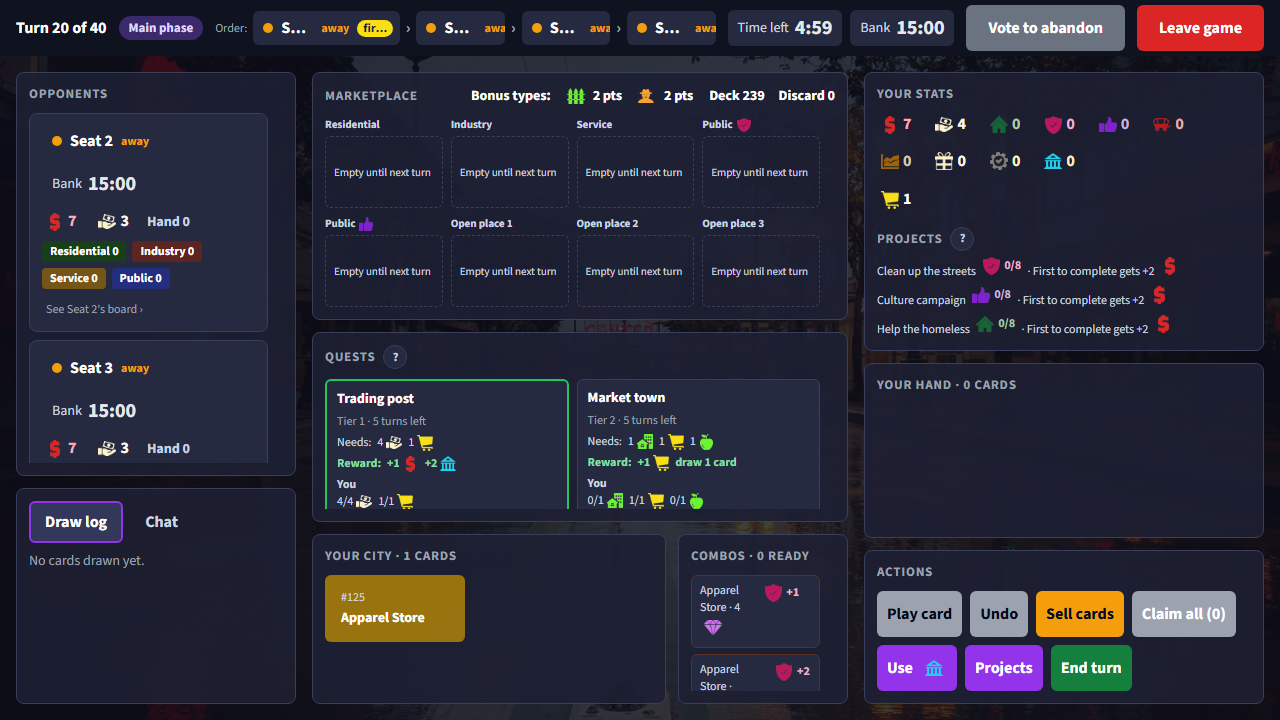 Turn 20 of 40
Main phase
Order:
S... away fir...
S... awa
S... awa
S... awa
Time left 4:59
Bank 15:00
Vote to abandon
Leave game
OPPONENTS
Seat 2 away
Bank 15:00
7 3 Hand 0
Residential 0 Industry 0
Service 0 Public 0
See Seat 2's board ›
Seat 3 away
Bank 15:00
7 3 Hand 0
Draw log Chat
No cards drawn yet.
MARKETPLACE
Bonus types: 2 pts 2 pts Deck 239 Discard 0
Residential Industry Service Public
Empty until next turn Empty until next turn Empty until next turn Empty until next turn
Public Open place 1 Open place 2 Open place 3
Empty until next turn Empty until next turn Empty until next turn Empty until next turn
QUESTS ?
Trading post
Tier 1 · 5 turns left
Needs: 4 1
Reward: +1 +2
You
4/4 1/1
Market town
Tier 2 · 5 turns left
Needs: 1 1 1
Reward: +1 draw 1 card
You
0/1 1/1 0/1
YOUR CITY · 1 CARDS
#125
Apparel Store
COMBOS · 0 READY
Apparel
Store · 4
+1
Apparel
Store ·
+2
YOUR STATS
7 4 0 0 0 0
0 0 0 0
1
PROJECTS ?
Clean up the streets 0/8 · First to complete gets +2
Culture campaign 0/8 · First to complete gets +2
Help the homeless 0/8 · First to complete gets +2
YOUR HAND · 0 CARDS
ACTIONS
Play card Undo Sell cards Claim all (0)
Use Projects End turn